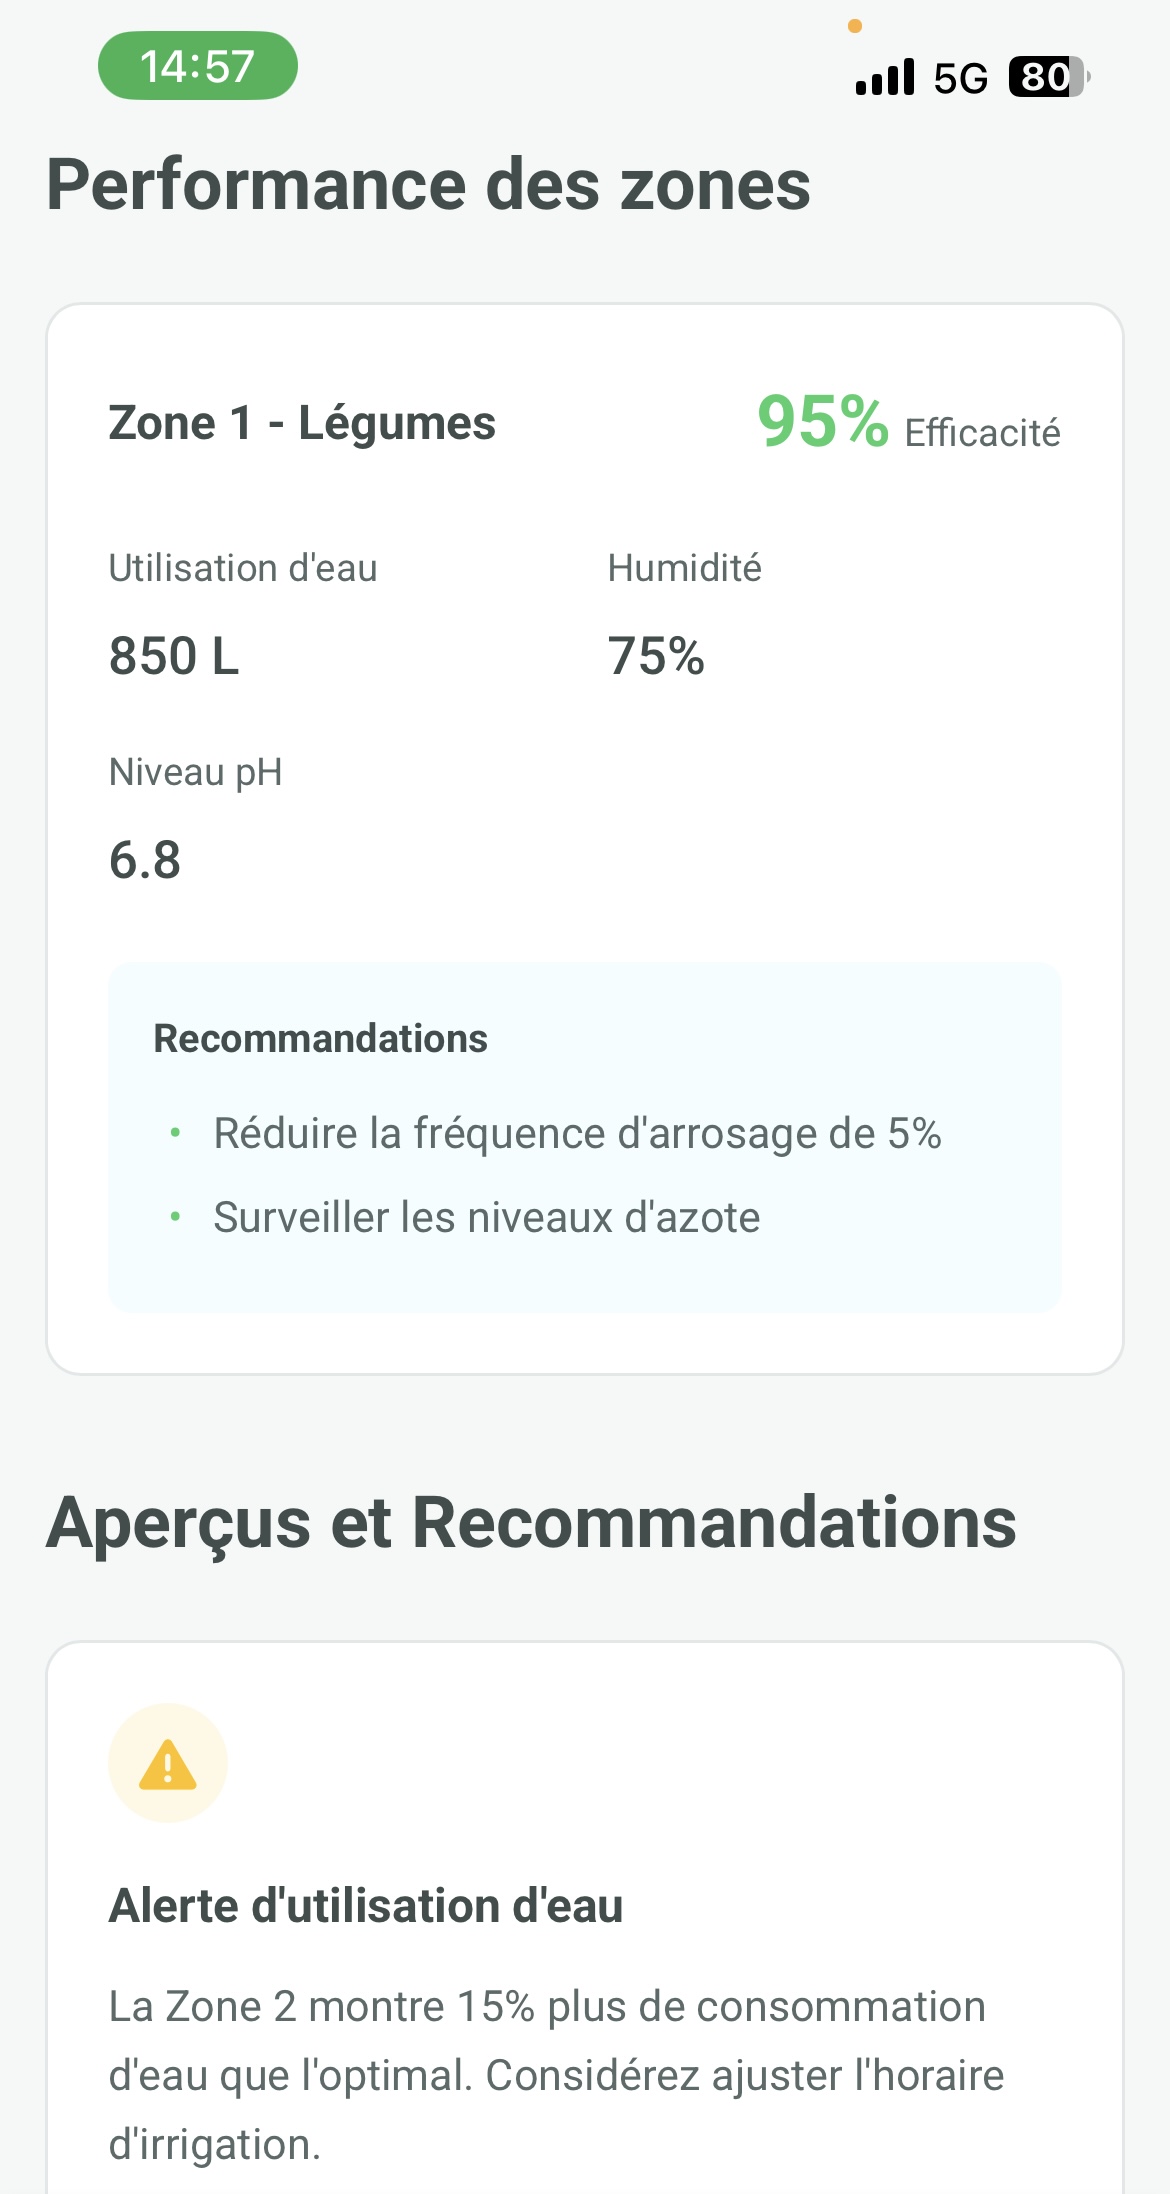 14:57
5G
80
Performance des zones
Zone 1 - Légumes
95% Efficacité
Utilisation d'eau
Humidité
850 L
75%
Niveau pH
6.8
Recommandations
• Réduire la fréquence d'arrosage de 5%
• Surveiller les niveaux d'azote
Aperçus et Recommandations
Alerte d'utilisation d'eau
La Zone 2 montre 15% plus de consommation
d'eau que l'optimal. Considérez ajuster l'horaire
d'irrigation.